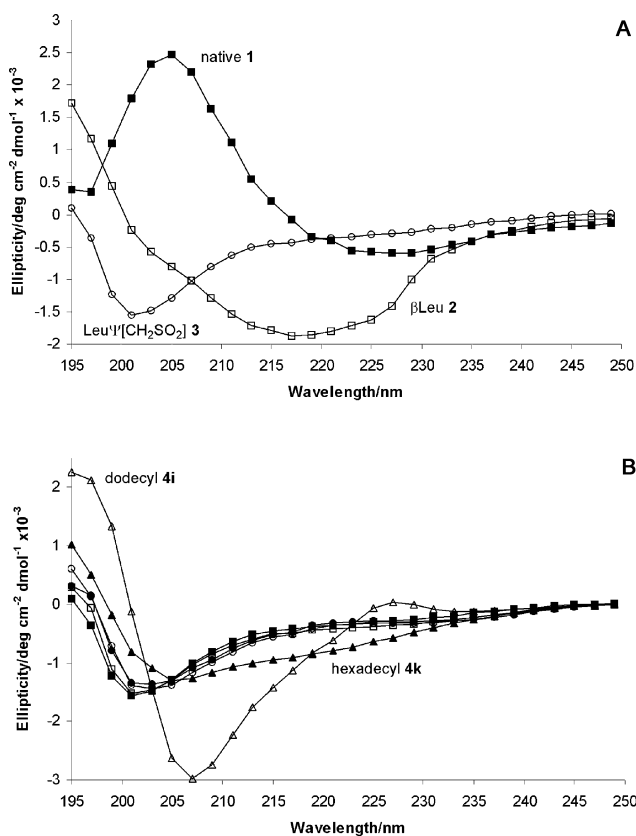 A
3
2.5
2
1.5
1
0.5
0
-0.5
-1
-1.5
-2
Ellipticity/deg cm⁻² dmol⁻¹ x 10⁻³
native 1
LeuΨ[CH₂SO₂] 3
βLeu 2
195 200 205 210 215 220 225 230 235 240 245 250
Wavelength/nm
B
2
1
0
-1
-2
-3
Ellipticity/deg cm⁻² dmol⁻¹ x10⁻³
dodecyl 4i
hexadecyl 4k
195 200 205 210 215 220 225 230 235 240 245 250
Wavelength/nm